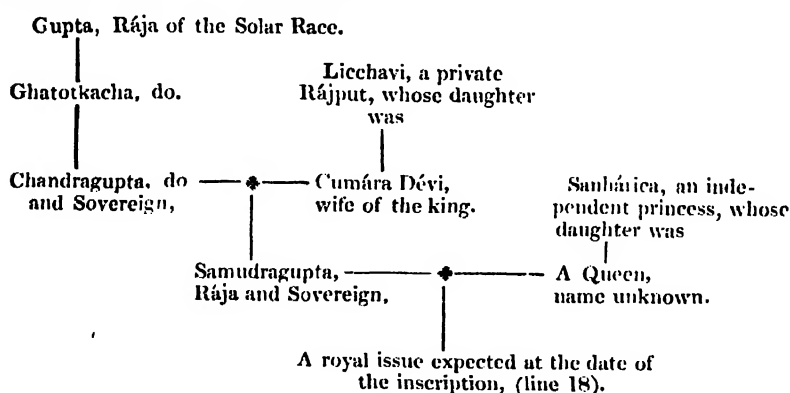 Gupta, Rája of the Solar Race.
Ghatotkacha, do.
Licchavi, a private
Rájput, whose daughter
was
Chandragupta, do
and Sovereign,
Cumára Dévi,
wife of the king.
Sanhárica, an inde-
pendent princess, whose
daughter was
Samudragupta,
Rája and Sovereign.
A Queen,
name unknown.
A royal issue expected at the date of
the inscription, (line 18).